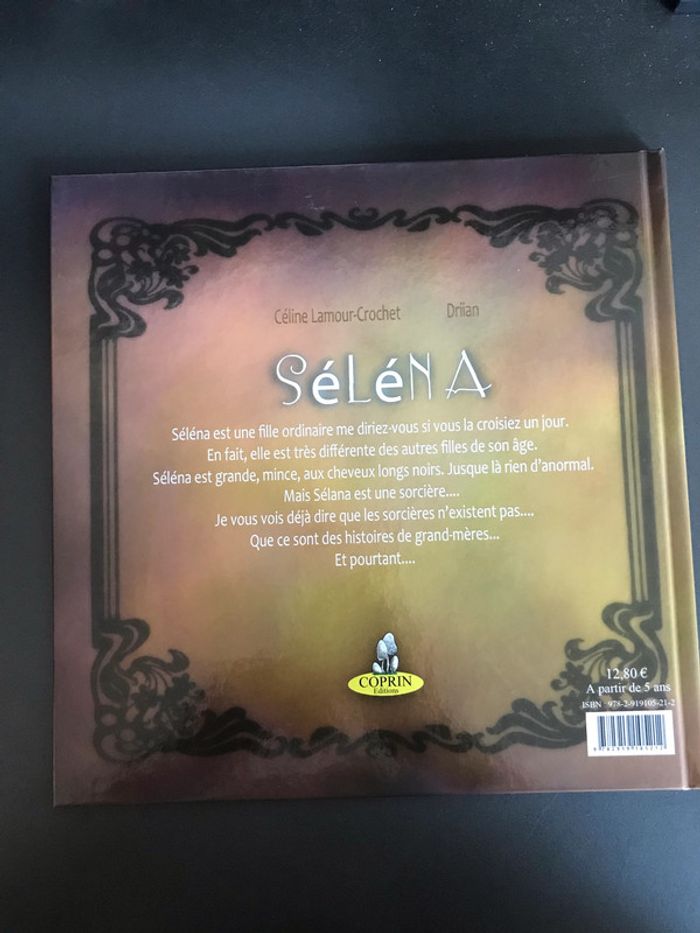 Céline Lamour-Crochet Driian
SéLéNA
Séléna est une fille ordinaire me diriez-vous si vous la croisiez un jour.
En fait, elle est très différente des autres filles de son âge.
Séléna est grande, mince, aux cheveux longs noirs. Jusque là rien d'anormal.
Mais Sélana est une sorcière....
Je vous vois déjà dire que les sorcières n'existent pas....
Que ce sont des histoires de grand-mères...
Et pourtant....
COPRIN
Editions
12,80 €
A partir de 5 ans
ISBN : 978-2-919105-21-2
9782919105212